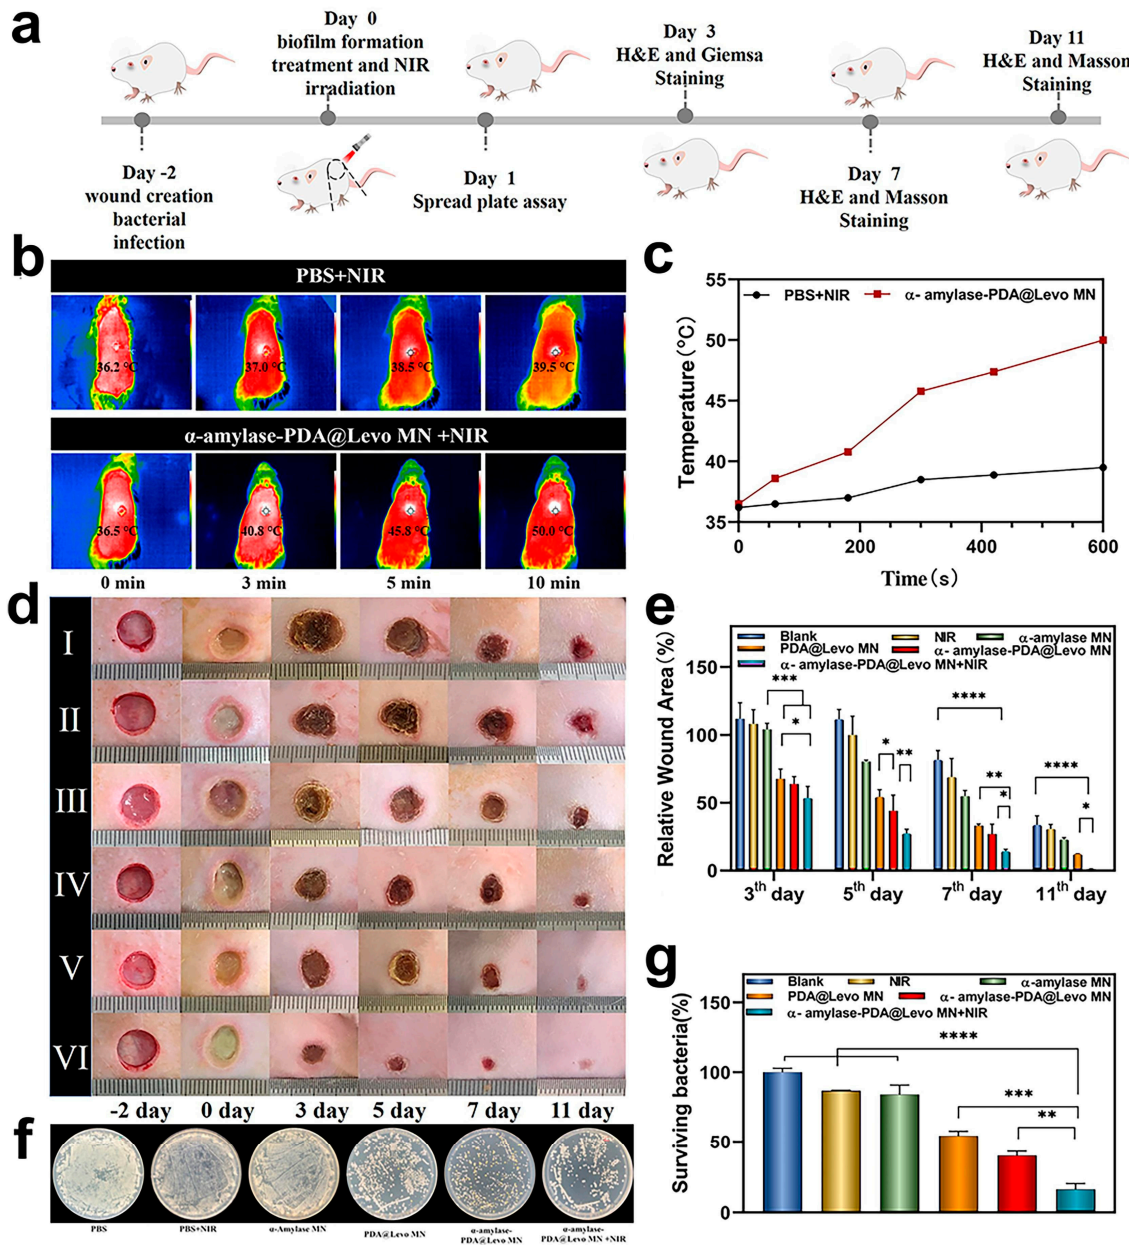 a
Day 0
biofilm formation
treatment and NIR
irradiation
Day 3
H&E and Giemsa
Staining
Day 11
H&E and Masson
Staining
Day -2
wound creation
bacterial
infection
Day 1
Spread plate assay
Day 7
H&E and Masson
Staining
b
PBS+NIR
36.2 °C 37.0 °C 38.5 °C 39.5 °C
α-amylase-PDA@Levo MN +NIR
36.5 °C 40.8 °C 45.8 °C 50.0 °C
0 min 3 min 5 min 10 min
c
PBS+NIR α- amylase-PDA@Levo MN
Temperature(°C)
55
50
45
40
35
0 200 400 600
Time(s)
d
I
II
III
IV
V
VI
-2 day 0 day 3 day 5 day 7 day 11 day
e
Blank NIR α-amylase MN
PDA@Levo MN α- amylase-PDA@Levo MN
α- amylase-PDA@Levo MN+NIR
Relative Wound Area(%)
150
100
50
0
*** * * ** **** ** * **** *
3th day 5th day 7th day 11th day
f
PBS PBS+NIR α-Amylase MN PDA@Levo MN
α-amylase-
PDA@Levo MN
α-amylase-
PDA@Levo MN +NIR
g
Blank NIR α-amylase MN
PDA@Levo MN α- amylase-PDA@Levo MN
α- amylase-PDA@Levo MN+NIR
Surviving bacteria(%)
150
100
50
0
****
***
**